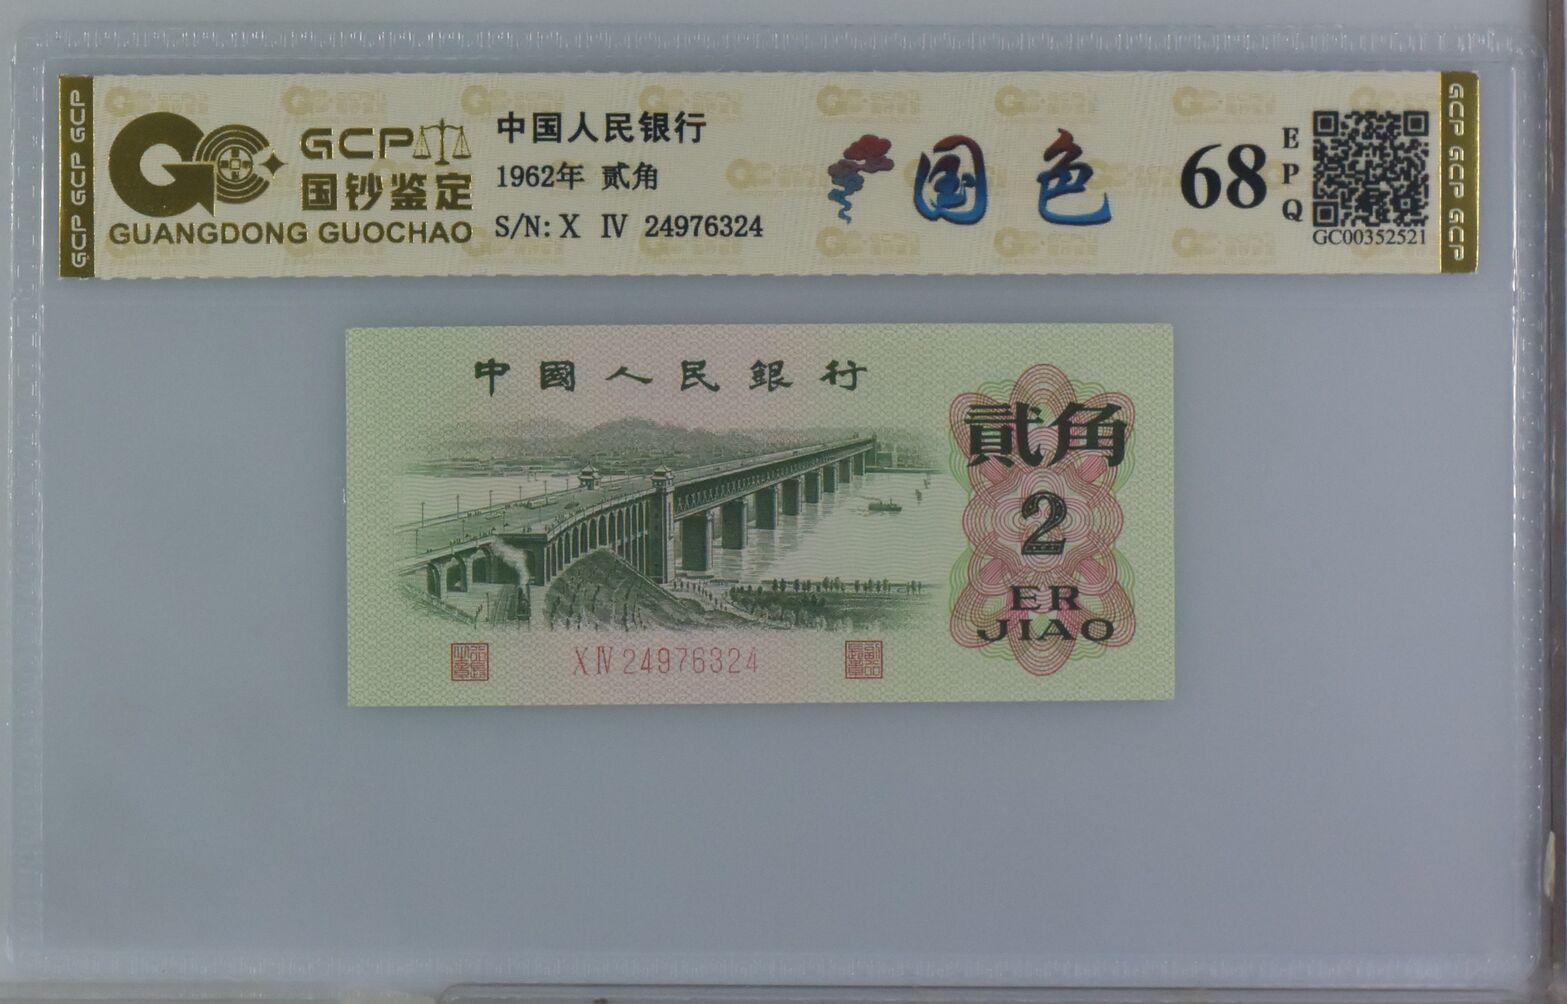 GCP GCP GCP
GCP
国钞鉴定
GUANGDONG GUOCHAO
中国人民银行
1962年 贰角
S/N: X Ⅳ 24976324
国色
68
EPQ
GC00352521
GCP GCP GCP
中國人民銀行
貳角
2
ER
JIAO
X Ⅳ 24976324